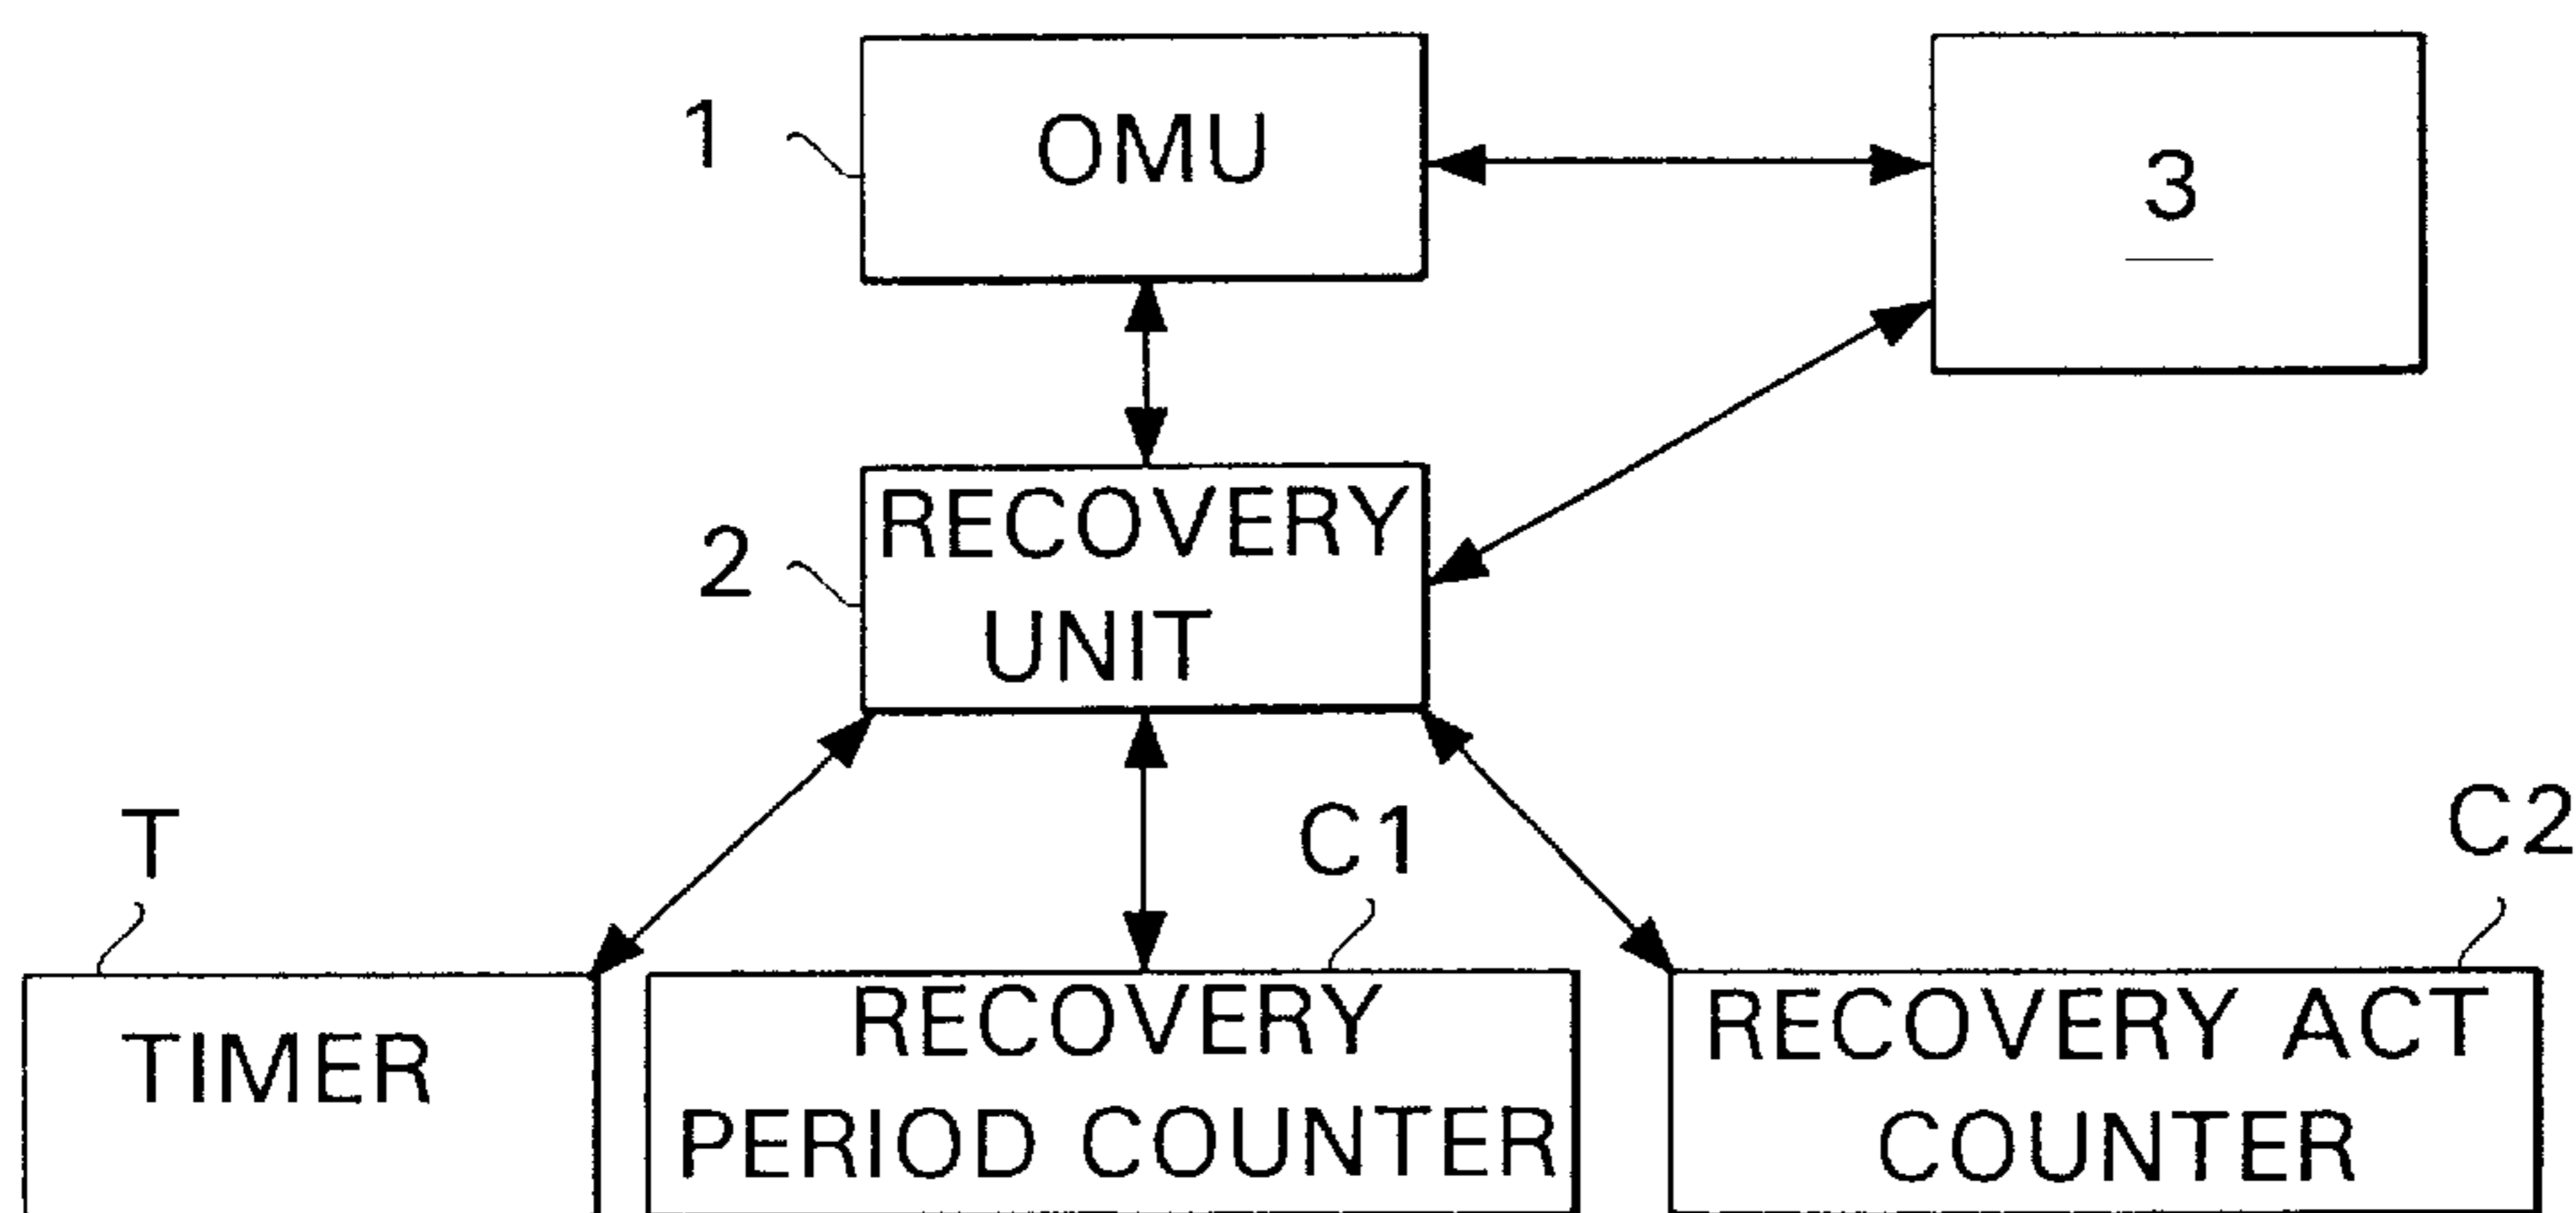 1
OMU
3
2
RECOVERY
UNIT
T
C1
C2
TIMER
RECOVERY
PERIOD COUNTER
RECOVERY ACT
COUNTER